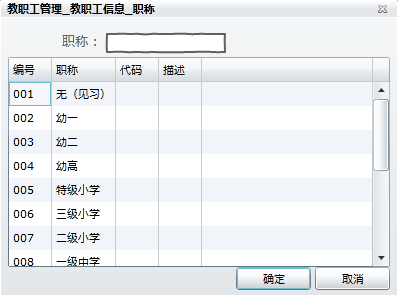 教职工管理_教职工信息_职称
职称：
编号 职称 代码 描述
001 无（见习）
002 幼一
003 幼二
004 幼高
005 特级小学
006 三级小学
007 二级小学
008 一级中学
确定 取消